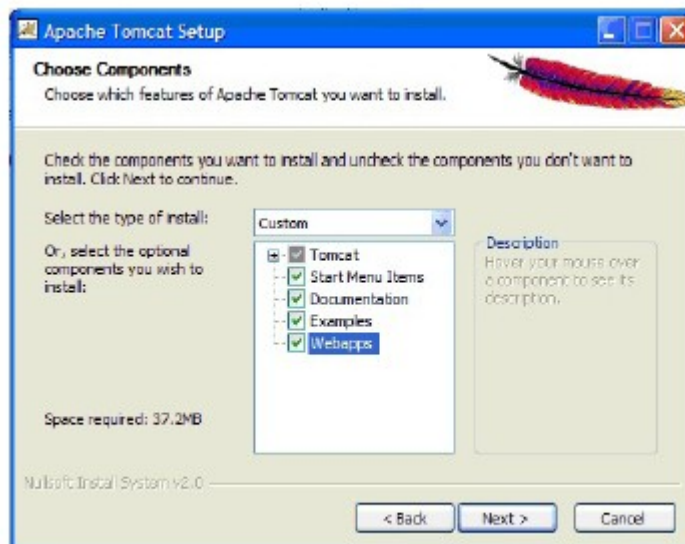 Apache Tomcat Setup
Choose Components
Choose which features of Apache Tomcat you want to install.
Check the components you want to install and uncheck the components you don't want to
install. Click Next to continue.
Select the type of install:
Custom
Or, select the optional
components you wish to
install:
Tomcat
Start Menu Items
Documentation
Examples
Webapps
Description
Hover your mouse over
a component to see its
description.
Space required: 37.2MB
Nullsoft Install System v2.0
< Back
Next >
Cancel